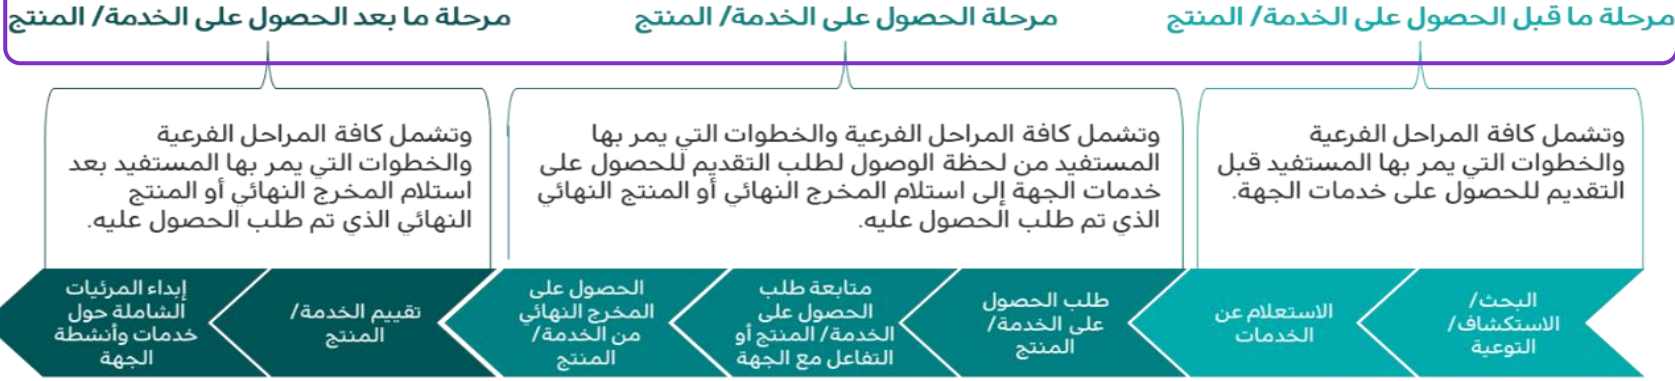 مرحلة ما قبل الحصول على الخدمة/ المنتج
مرحلة الحصول على الخدمة/ المنتج
مرحلة ما بعد الحصول على الخدمة/ المنتج
وتشمل كافة المراحل الفرعية
والخطوات التي يمر بها المستفيد قبل
التقديم للحصول على خدمات الجهة.
وتشمل كافة المراحل الفرعية والخطوات التي يمر بها
المستفيد من لحظة الوصول لطلب التقديم للحصول على
خدمات الجهة إلى استلام المخرج النهائي أو المنتج النهائي
الذي تم طلب الحصول عليه.
وتشمل كافة المراحل الفرعية
والخطوات التي يمر بها المستفيد بعد
استلام المخرج النهائي أو المنتج
النهائي الذي تم طلب الحصول عليه.
البحث/
الاستكشاف/
التوعية
الاستعلام عن
الخدمات
طلب الحصول
على الخدمة/
المنتج
متابعة طلب
الحصول على
الخدمة/ المنتج أو
التفاعل مع الجهة
الحصول على
المخرج النهائي
من الخدمة/
المنتج
تقييم الخدمة/
المنتج
إبداء المرئيات
الشاملة حول
خدمات وأنشطة
الجهة